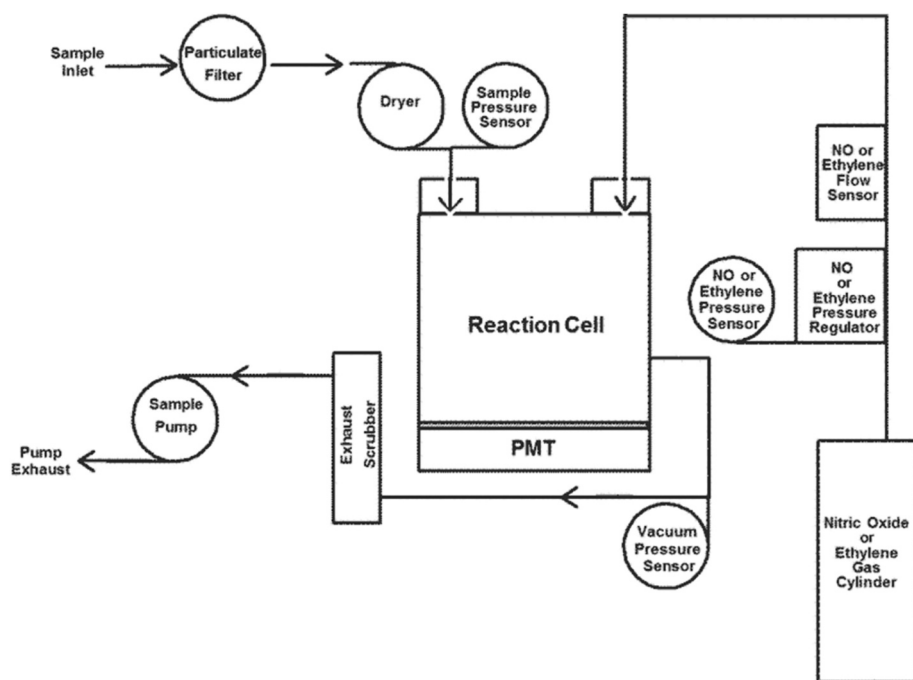 Sample
Inlet
Particulate
Filter
Dryer
Sample
Pressure
Sensor
NO or
Ethylene
Flow
Sensor
NO or
Ethylene
Pressure
Sensor
NO
or
Ethylene
Pressure
Regulator
Reaction Cell
PMT
Exhaust
Scrubber
Sample
Pump
Pump
Exhaust
Vacuum
Pressure
Sensor
Nitric Oxide
or
Ethylene
Gas
Cylinder